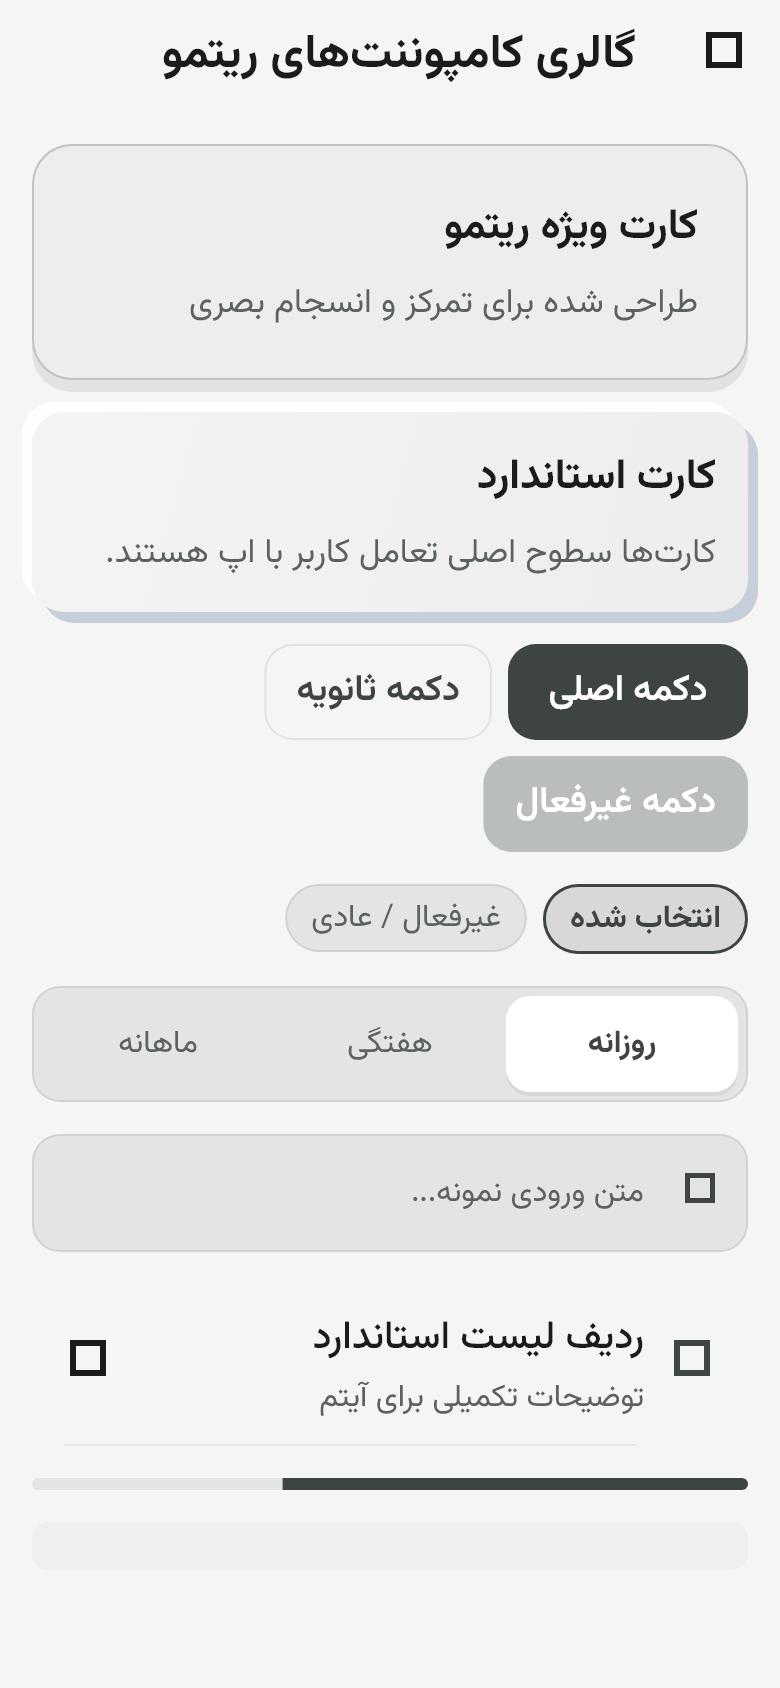 گالری کامپوننت‌های ریتمو
کارت ویژه ریتمو
طراحی شده برای تمرکز و انسجام بصری
کارت استاندارد
کارت‌ها سطوح اصلی تعامل کاربر با اپ هستند.
دکمه اصلی
دکمه ثانویه
دکمه غیرفعال
انتخاب شده
غیرفعال / عادی
روزانه
هفتگی
ماهانه
متن ورودی نمونه...
ردیف لیست استاندارد
توضیحات تکمیلی برای آیتم